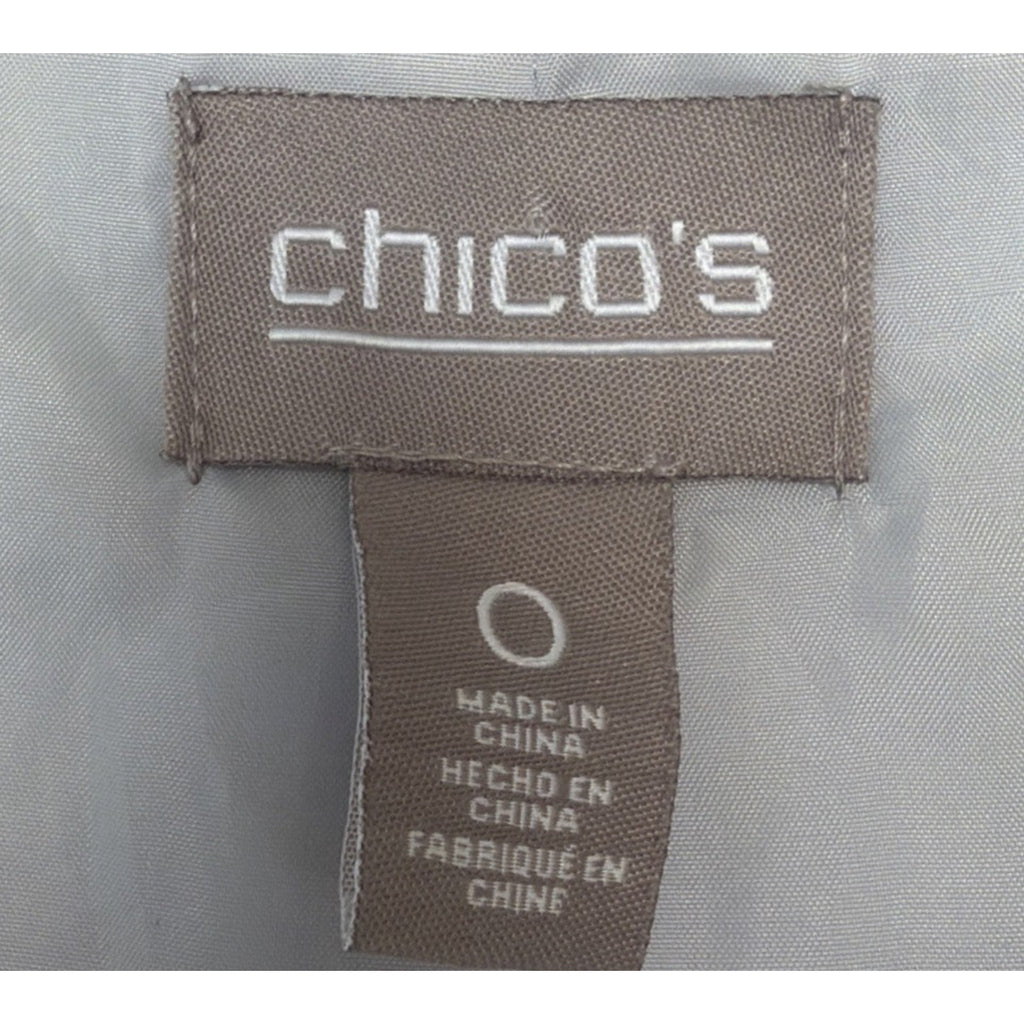 chico's
0
MADE IN
CHINA
HECHO EN
CHINA
FABRIQUÉ EN
CHINE